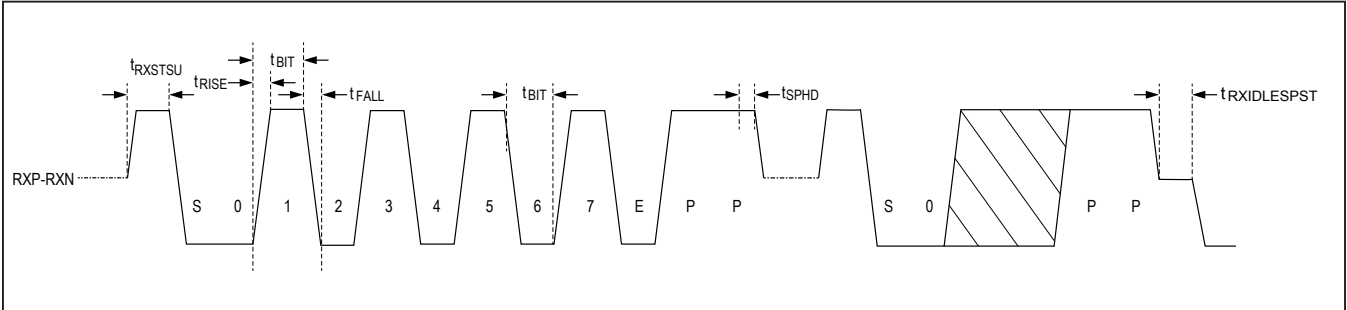 tBIT
tRXSTSU
tRISE
tFALL
tBIT
tSPHD
tRXIDLESPST
RXP-RXN
S 0 1 2 3 4 5 6 7 E P P S 0 P P